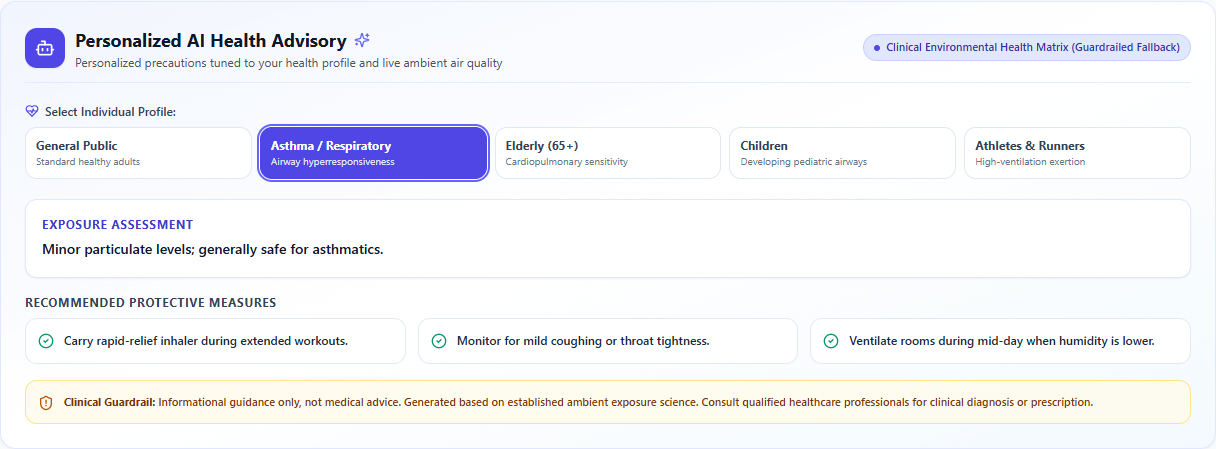 Personalized AI Health Advisory
Personalized precautions tuned to your health profile and live ambient air quality
Clinical Environmental Health Matrix (Guardrailed Fallback)
Select Individual Profile:
General Public
Standard healthy adults
Asthma / Respiratory
Airway hyperresponsiveness
Elderly (65+)
Cardiopulmonary sensitivity
Children
Developing pediatric airways
Athletes & Runners
High-ventilation exertion
EXPOSURE ASSESSMENT
Minor particulate levels; generally safe for asthmatics.
RECOMMENDED PROTECTIVE MEASURES
Carry rapid-relief inhaler during extended workouts.
Monitor for mild coughing or throat tightness.
Ventilate rooms during mid-day when humidity is lower.
Clinical Guardrail: Informational guidance only, not medical advice. Generated based on established ambient exposure science. Consult qualified healthcare professionals for clinical diagnosis or prescription.